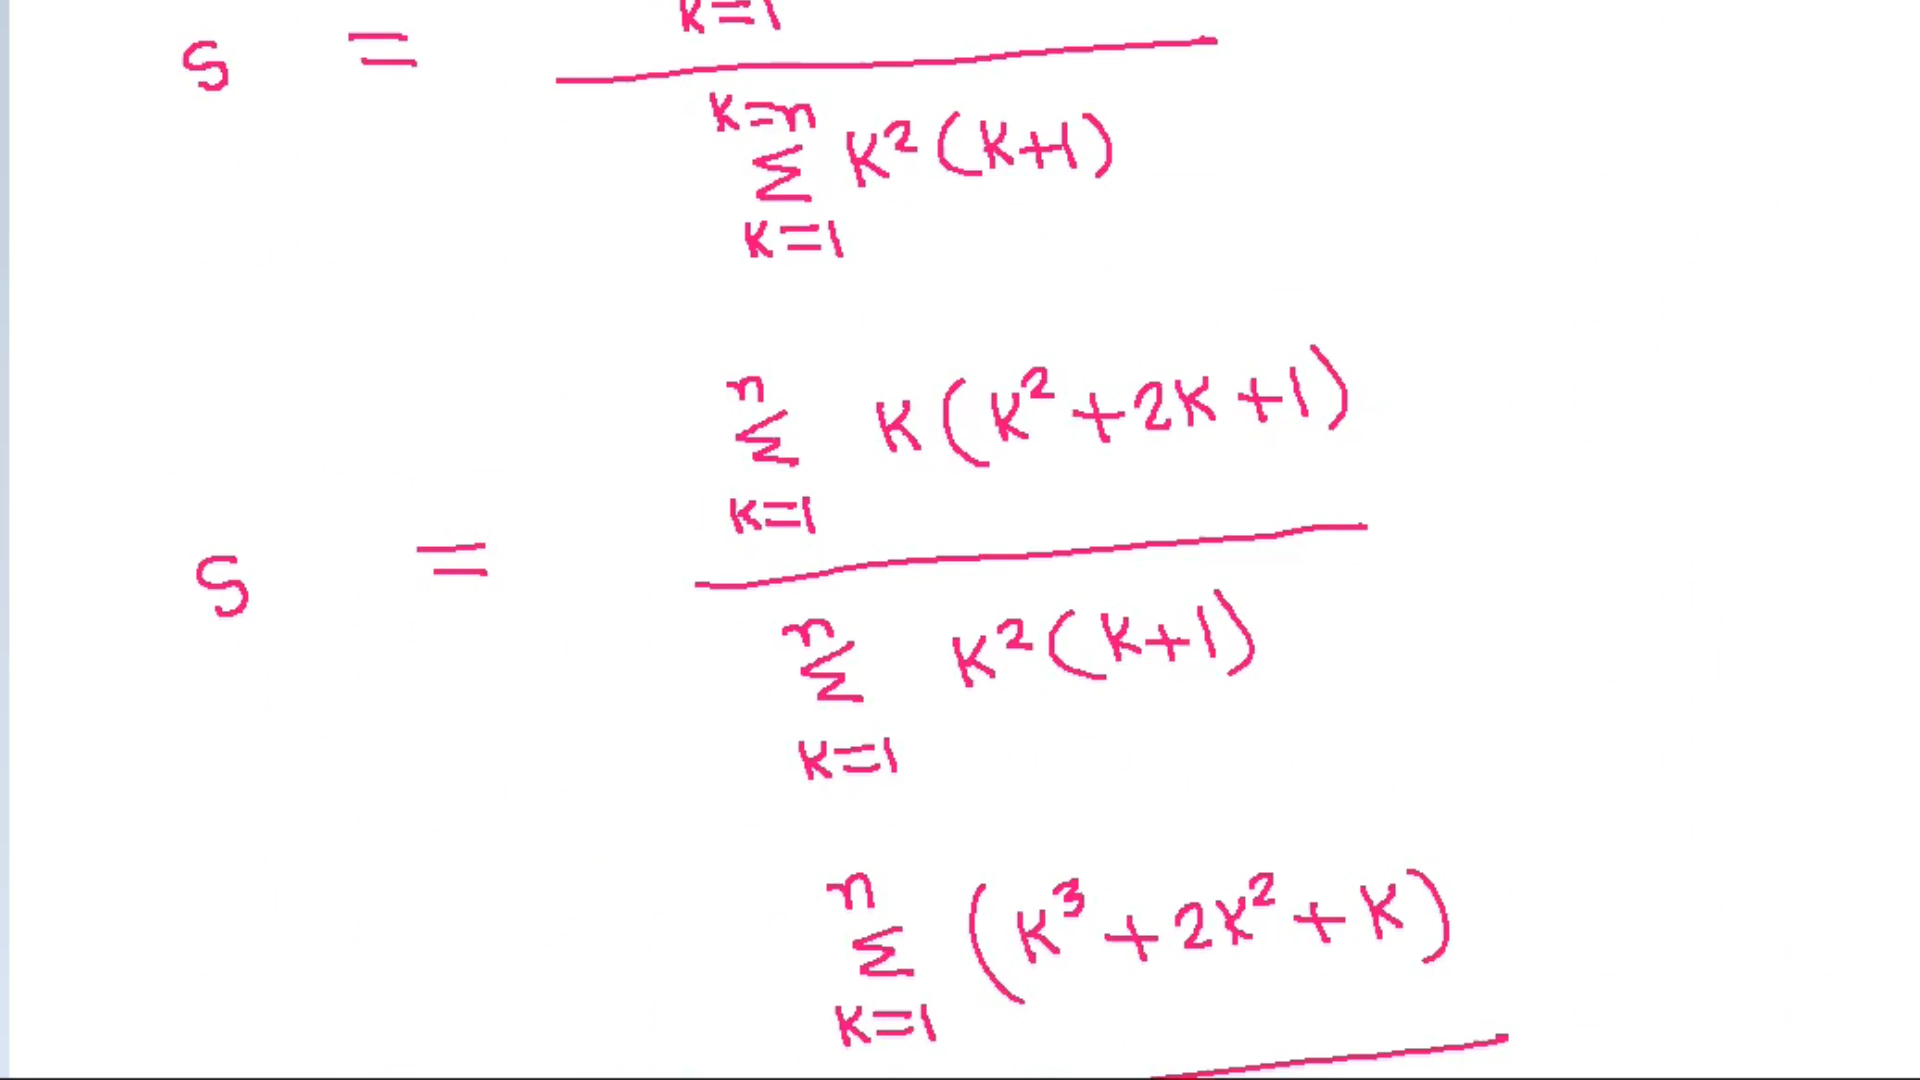 K=1
S =
K=n
Σ K²(K+1)
K=1
n
Σ K(K²+2K+1)
K=1
S =
n
Σ K²(K+1)
K=1
n
Σ (K³+2K²+K)
K=1